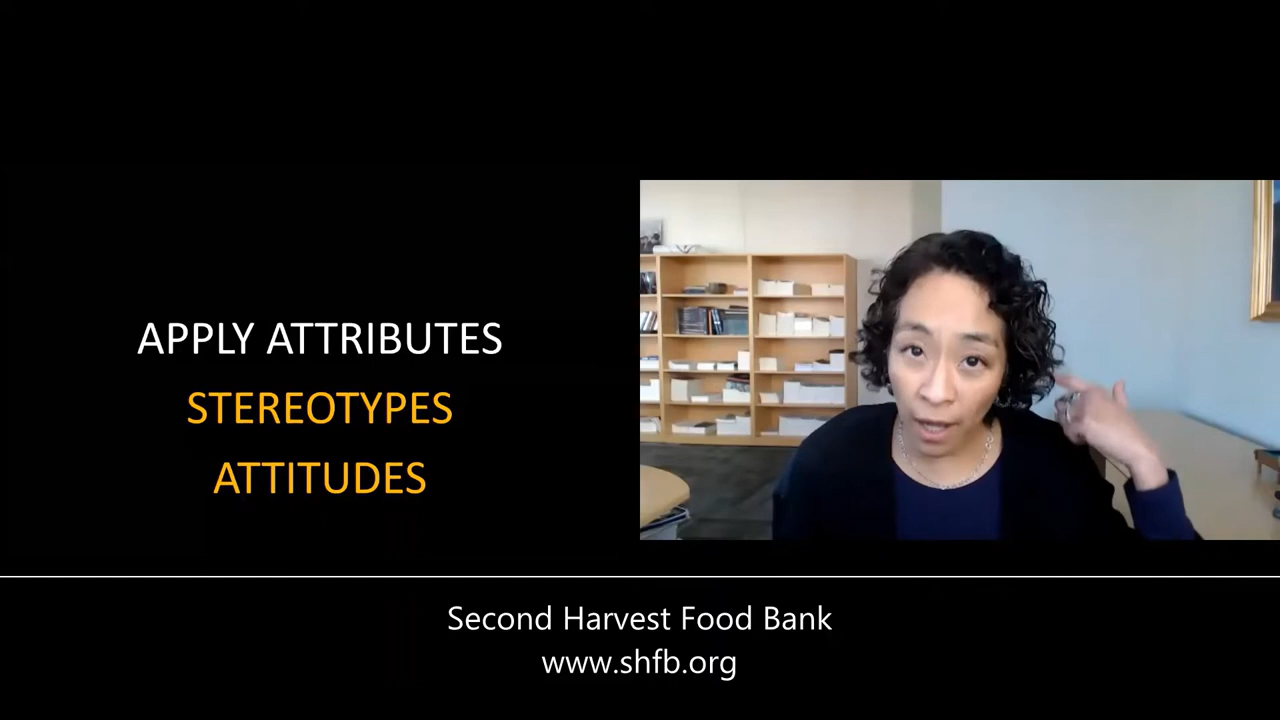 APPLY ATTRIBUTES
STEREOTYPES
ATTITUDES
Second Harvest Food Bank
www.shfb.org